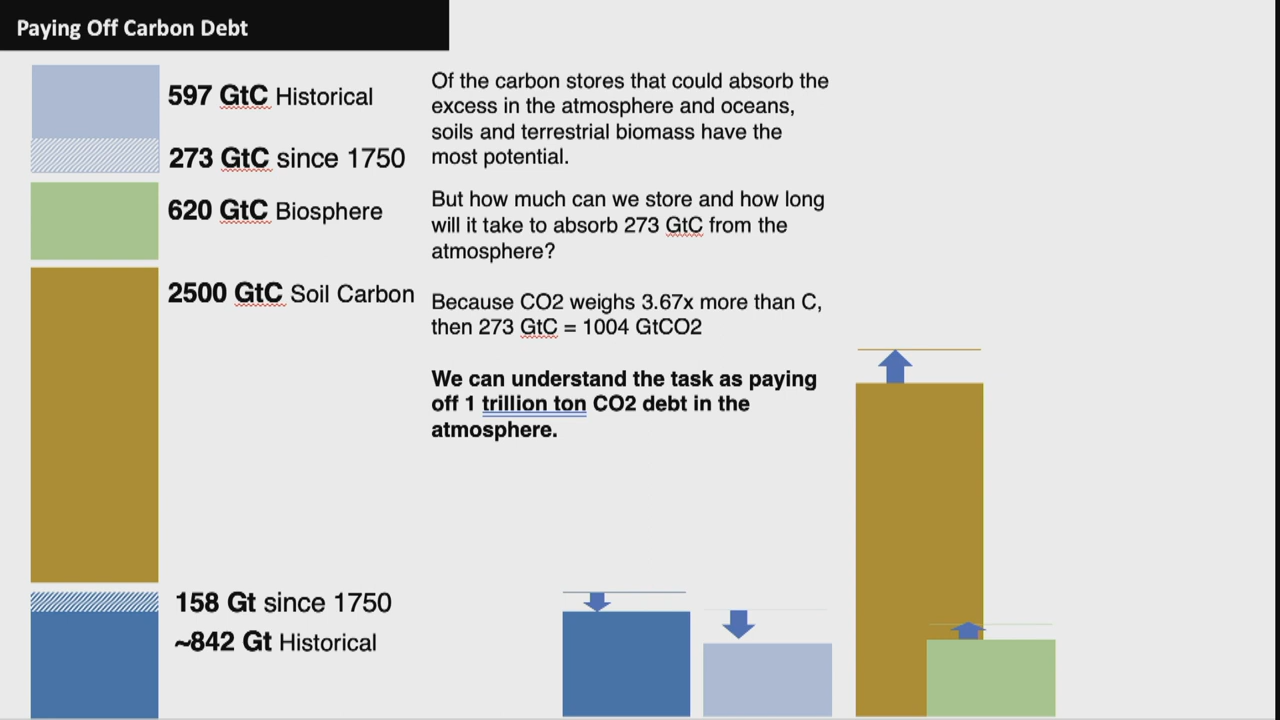 Paying Off Carbon Debt
597 GtC Historical
273 GtC since 1750
620 GtC Biosphere
2500 GtC Soil Carbon
158 Gt since 1750
~842 Gt Historical
Of the carbon stores that could absorb the
excess in the atmosphere and oceans,
soils and terrestrial biomass have the
most potential.
But how much can we store and how long
will it take to absorb 273 GtC from the
atmosphere?
Because CO2 weighs 3.67x more than C,
then 273 GtC = 1004 GtCO2
We can understand the task as paying
off 1 trillion ton CO2 debt in the
atmosphere.